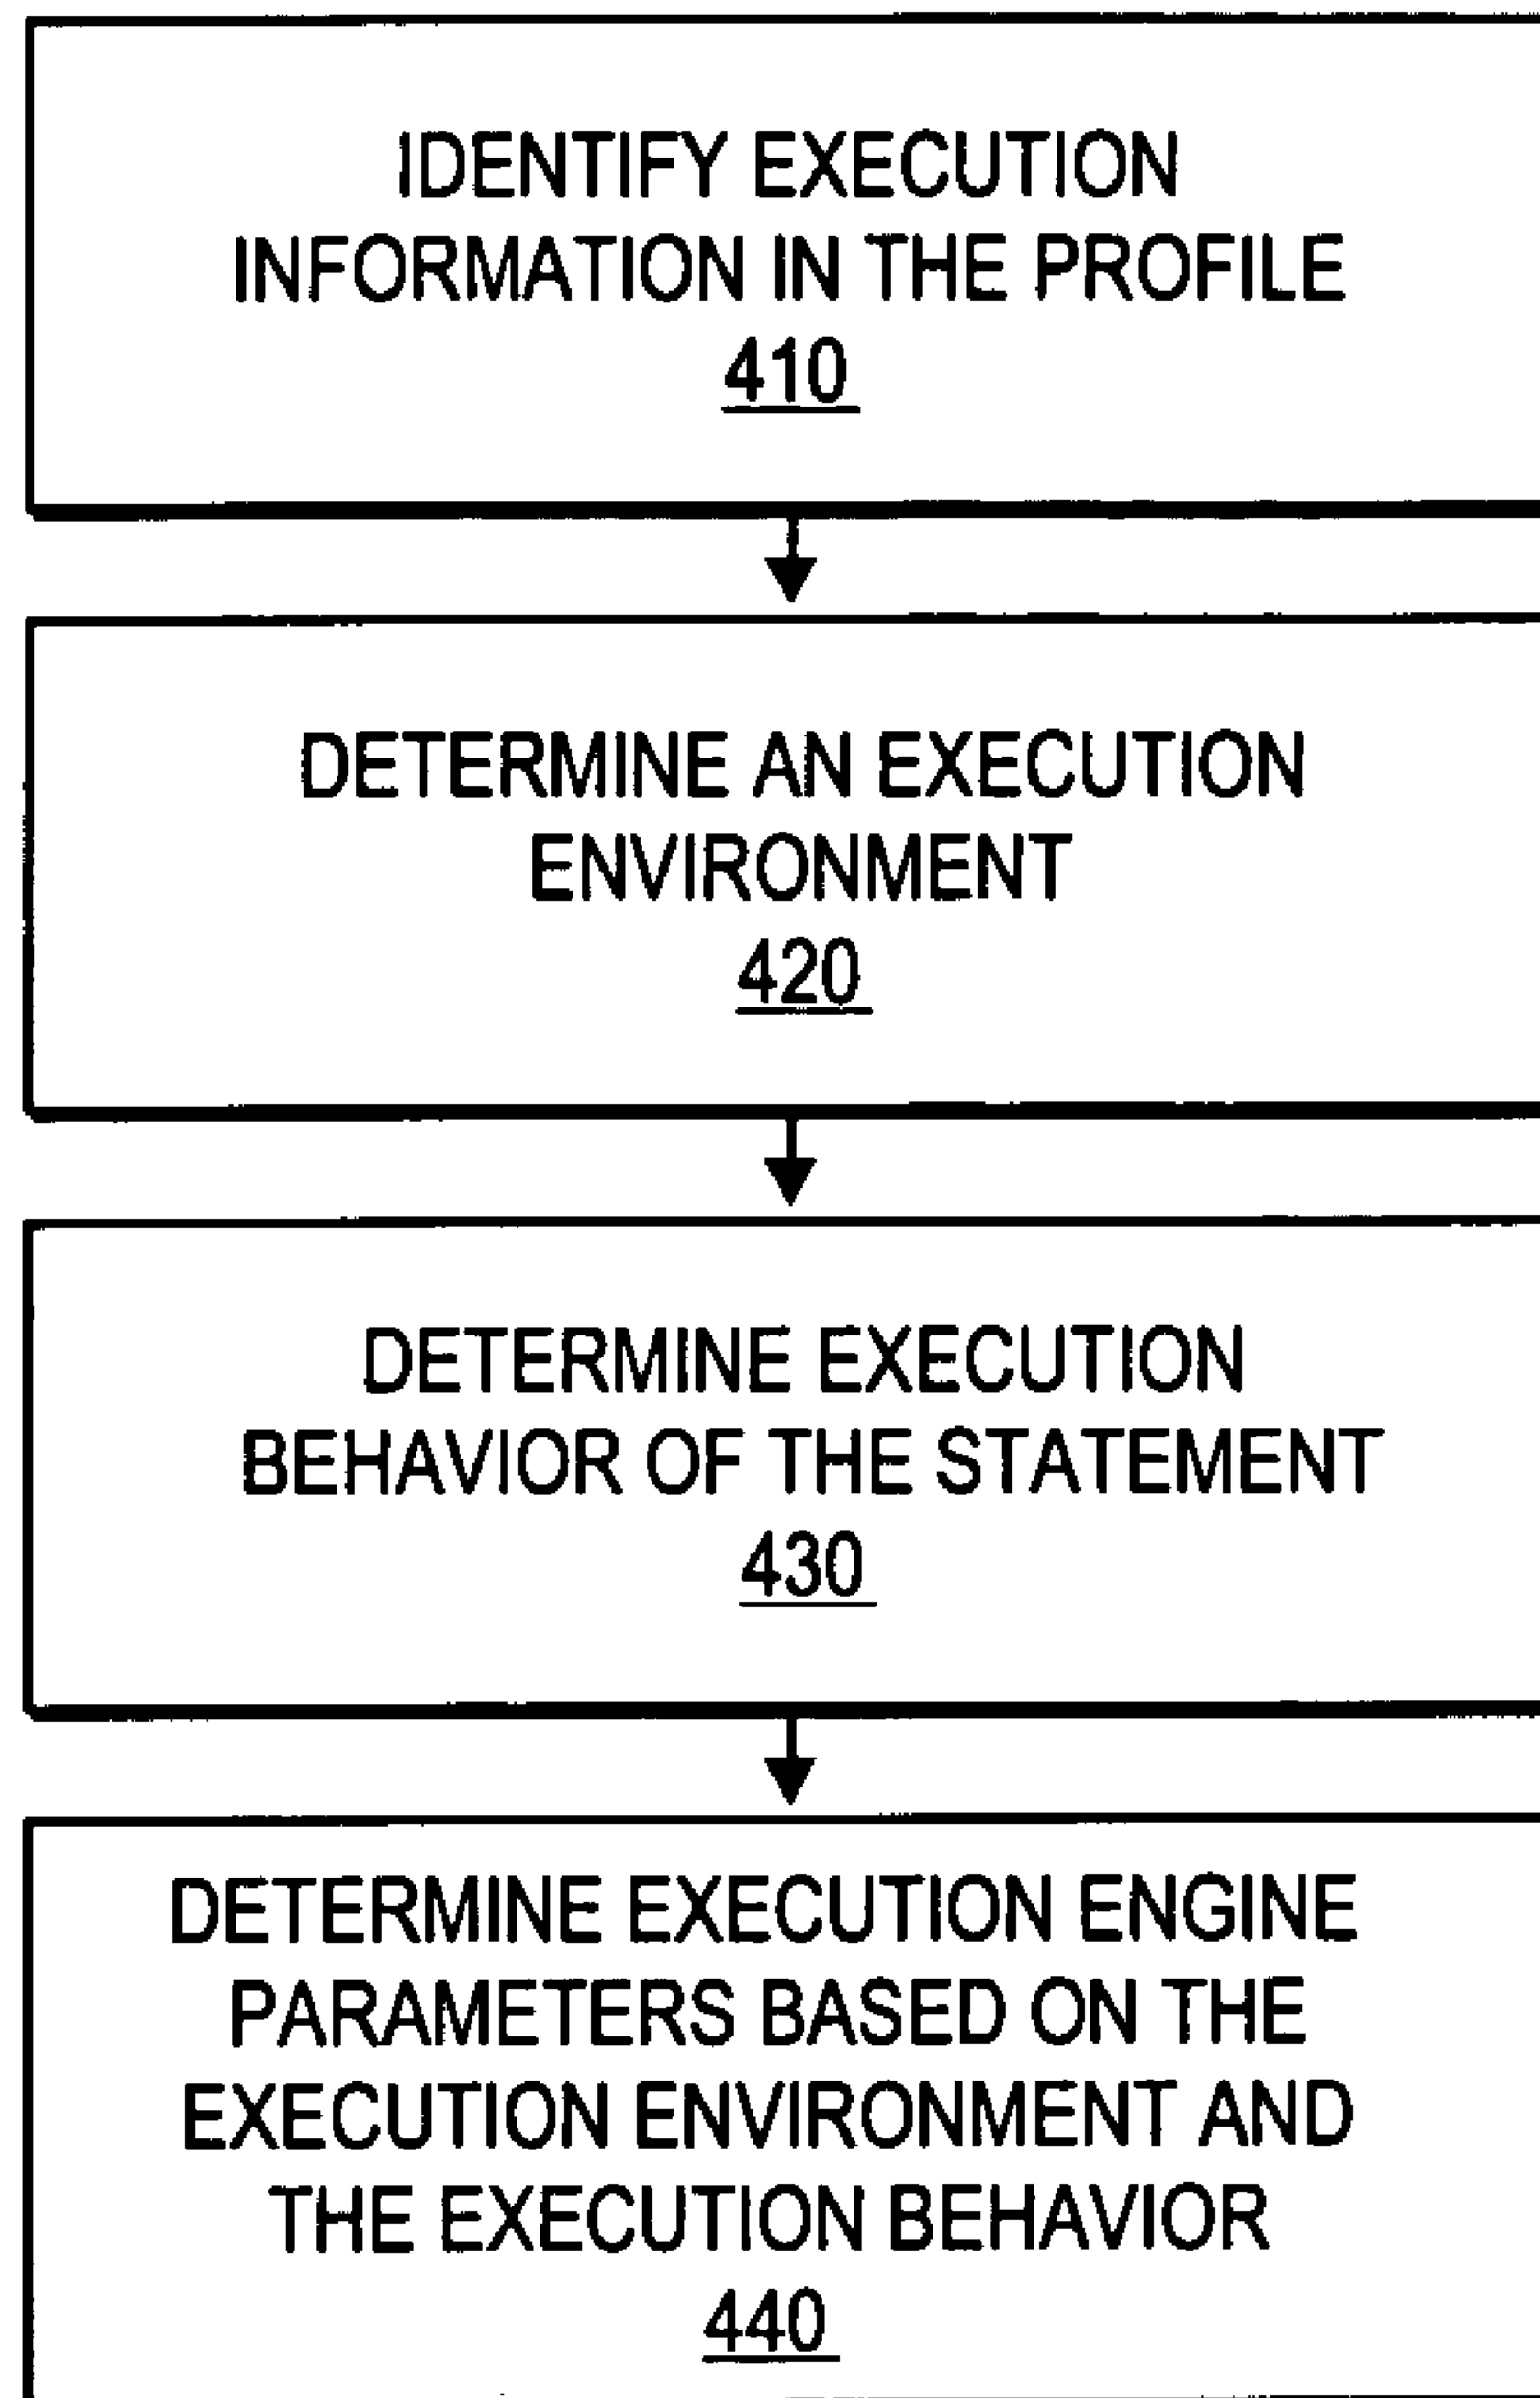 IDENTIFY EXECUTION
INFORMATION IN THE PROFILE
410
DETERMINE AN EXECUTION
ENVIRONMENT
420
DETERMINE EXECUTION
BEHAVIOR OF THE STATEMENT
430
DETERMINE EXECUTION ENGINE
PARAMETERS BASED ON THE
EXECUTION ENVIRONMENT AND
THE EXECUTION BEHAVIOR
440